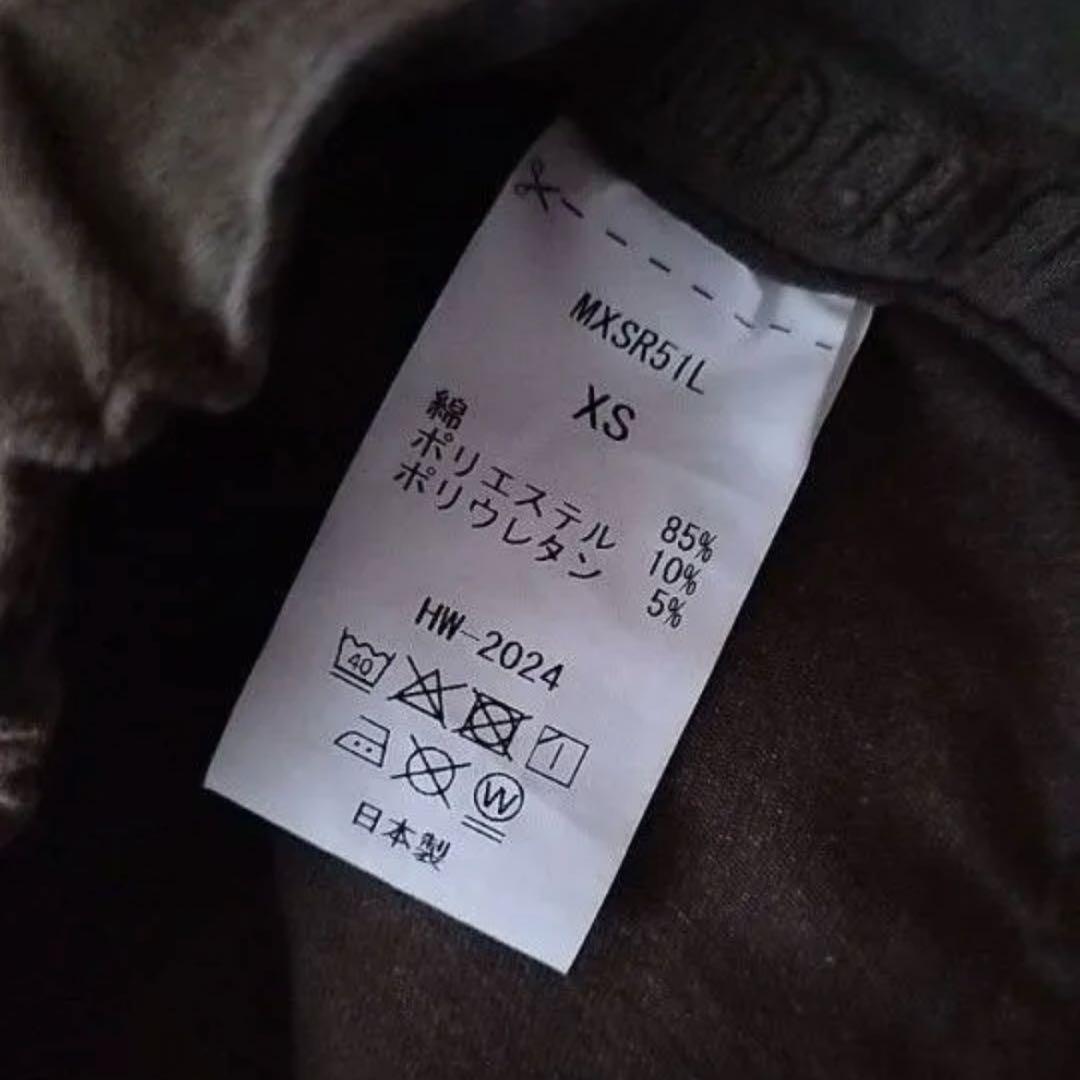 MXSR51L
XS
綿 85%
ポリエステル 10%
ポリウレタン 5%
HW-2024
40
W
日本製